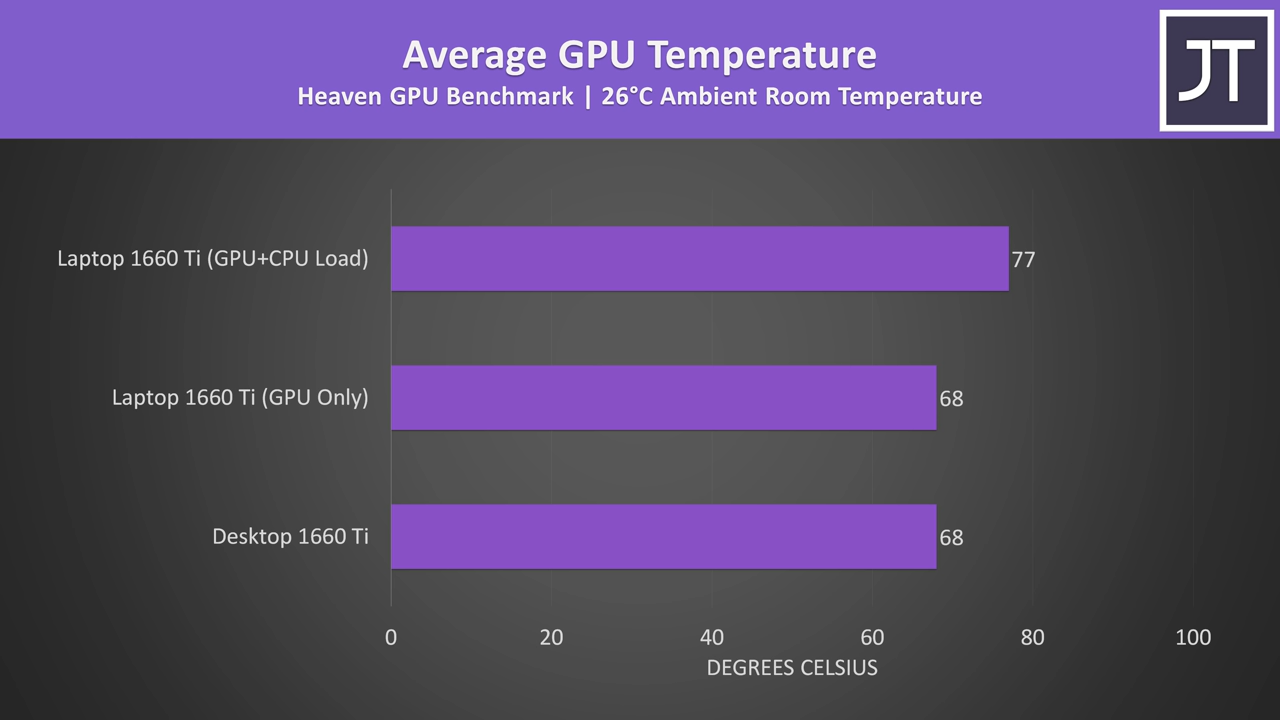 Average GPU Temperature
Heaven GPU Benchmark | 26°C Ambient Room Temperature
JT
Laptop 1660 Ti (GPU+CPU Load)
77
Laptop 1660 Ti (GPU Only)
68
Desktop 1660 Ti
68
0 20 40 60 80 100
DEGREES CELSIUS